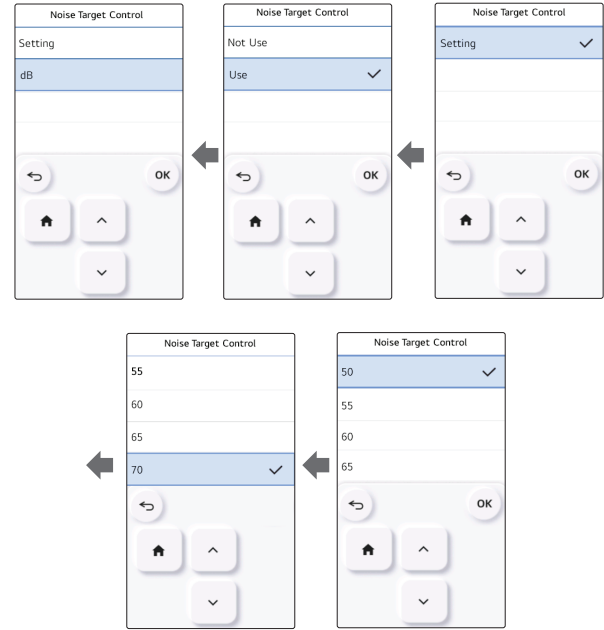 Noise Target Control
Setting
dB
OK
Noise Target Control
Not Use
Use
OK
Noise Target Control
Setting
OK
Noise Target Control
55
60
65
70
Noise Target Control
50
55
60
65
OK